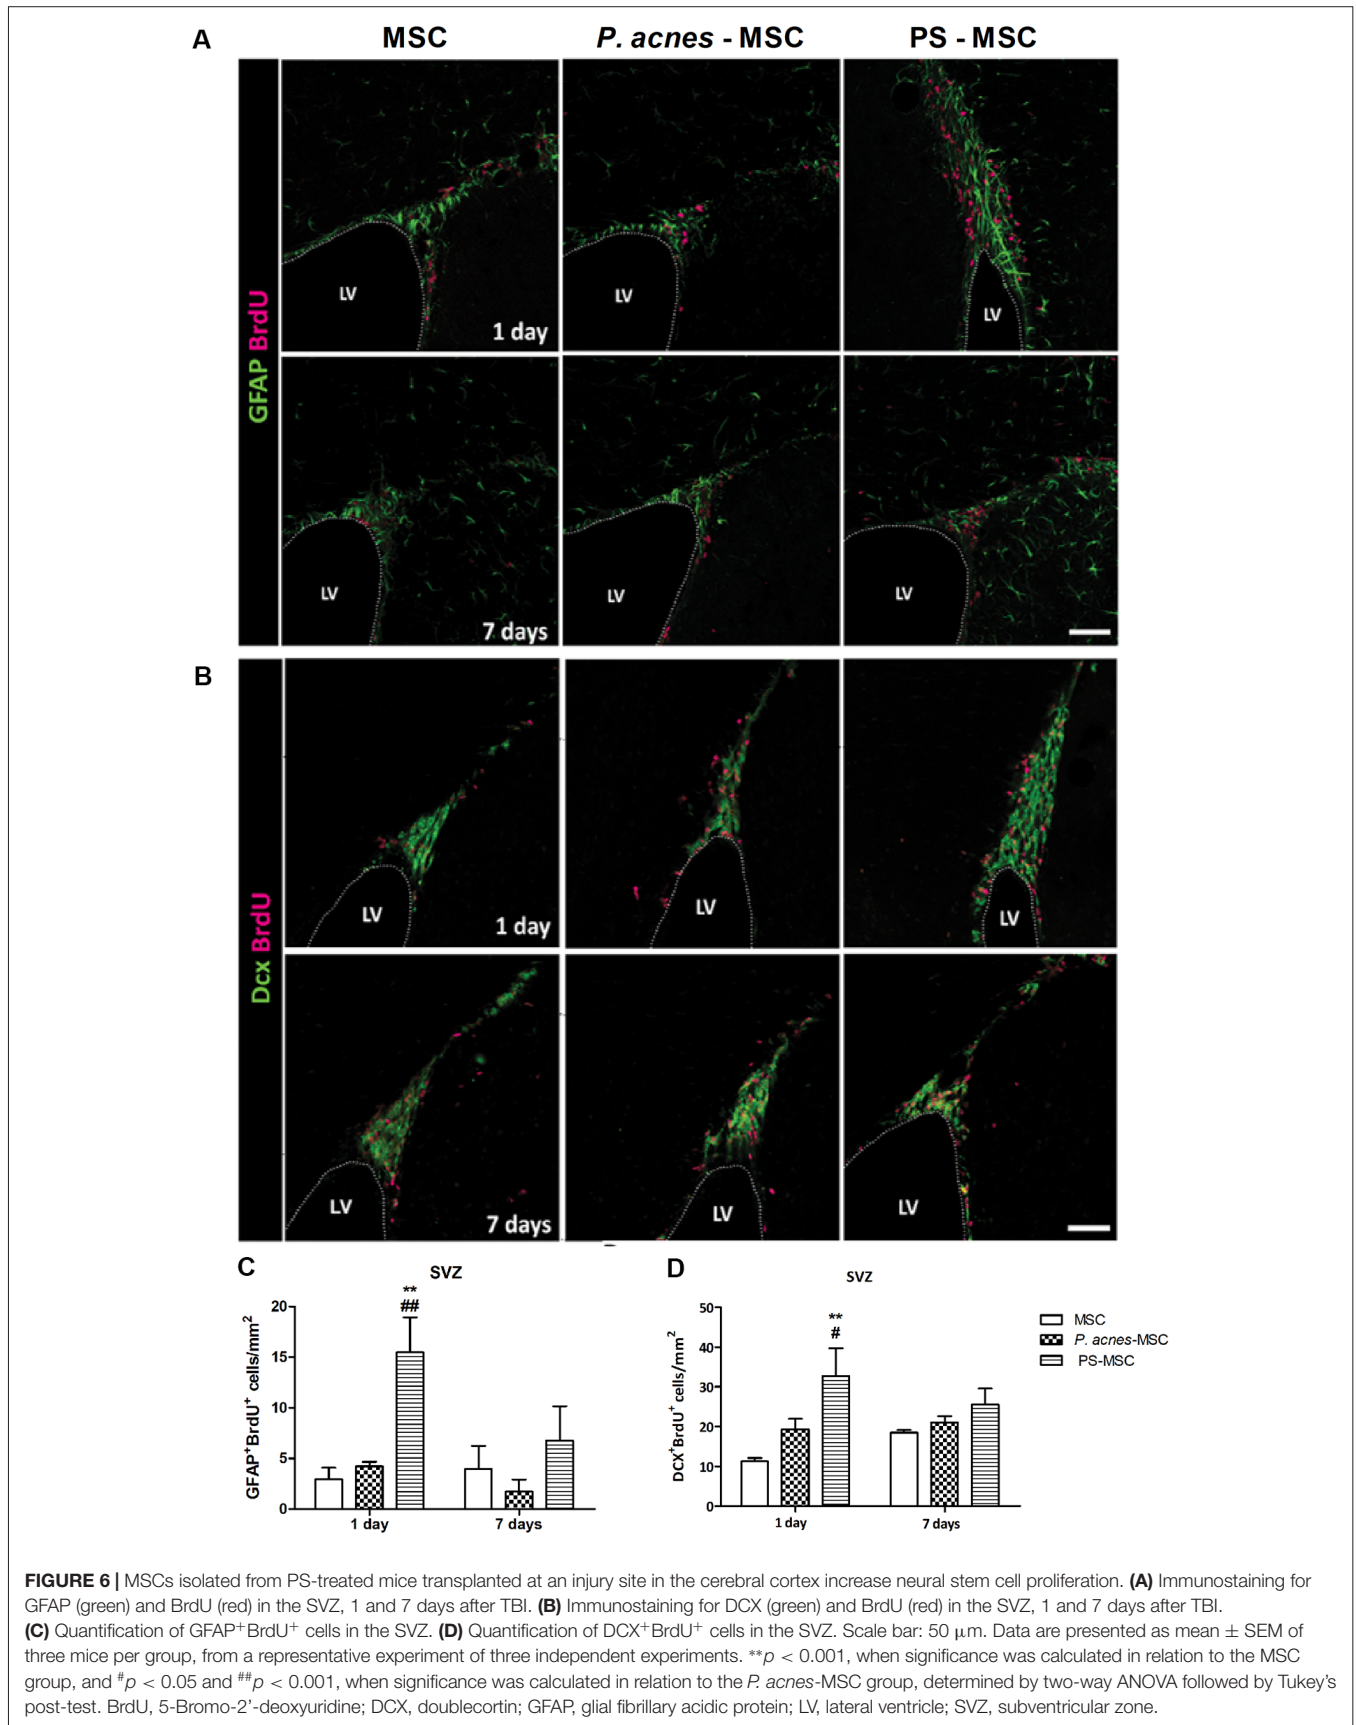 A
MSC
P. acnes - MSC
PS - MSC
GFAP BrdU
LV
1 day
LV
LV
LV
7 days
LV
LV
B
Dcx BrdU
LV
1 day
LV
LV
LV
7 days
LV
LV
C
SVZ
GFAP⁺BrdU⁺ cells/mm²
20
15
10
5
0
**
##
1 day
7 days
D
SVZ
DCX⁺BrdU⁺ cells/mm²
50
40
30
20
10
0
**
#
1 day
7 days
MSC
P. acnes-MSC
PS-MSC
FIGURE 6 | MSCs isolated from PS-treated mice transplanted at an injury site in the cerebral cortex increase neural stem cell proliferation. (A) Immunostaining for
GFAP (green) and BrdU (red) in the SVZ, 1 and 7 days after TBI. (B) Immunostaining for DCX (green) and BrdU (red) in the SVZ, 1 and 7 days after TBI.
(C) Quantification of GFAP⁺BrdU⁺ cells in the SVZ. (D) Quantification of DCX⁺BrdU⁺ cells in the SVZ. Scale bar: 50 μm. Data are presented as mean ± SEM of
three mice per group, from a representative experiment of three independent experiments. **p < 0.001, when significance was calculated in relation to the MSC
group, and #p < 0.05 and ##p < 0.001, when significance was calculated in relation to the P. acnes-MSC group, determined by two-way ANOVA followed by Tukey's
post-test. BrdU, 5-Bromo-2'-deoxyuridine; DCX, doublecortin; GFAP, glial fibrillary acidic protein; LV, lateral ventricle; SVZ, subventricular zone.